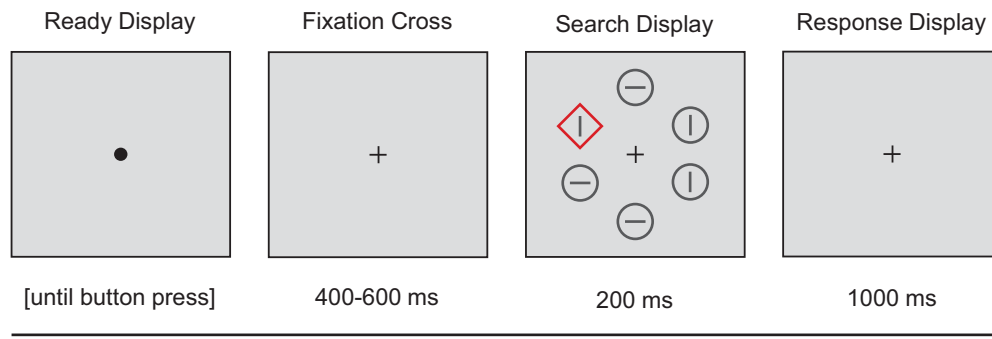 Ready Display
Fixation Cross
Search Display
Response Display
[until button press]
400-600 ms
200 ms
1000 ms